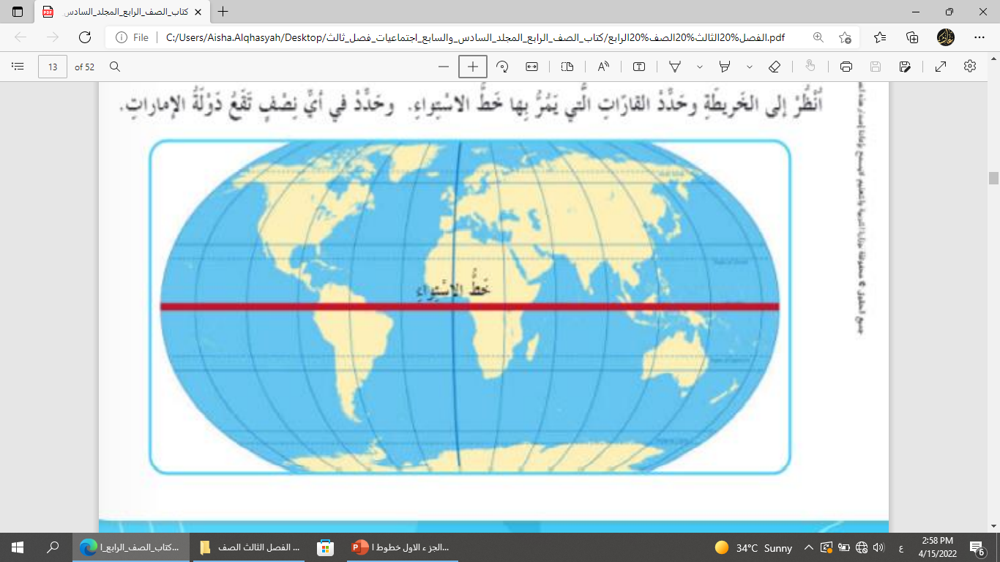 كتاب_الصف_الرابع_المجلد_السادس
File
C:/Users/Aisha.Alqhasyah/Desktop/الفصل%20الثالث%20الصف%20الرابع/كتاب_الصف_الرابع_المجلد_السادس_والسابع_اجتماعيات_فصل_ثالث.pdf
13 of 52
أَنْظُرْ إلى الخَريطَةِ وحَدِّدْ القارّاتِ الَّتي يَمُرُّ بِها خَطُّ الاسْتِواءِ. وحَدِّدْ في أيِّ نِصْفٍ تَقَعُ دَوْلَةُ الإماراتِ.
خَطُّ الاسْتِواءِ
كتاب_الصف_الرابع_ا...
الفصل الثالث الصف ...
الجزء الاول خطوط ا...
34°C Sunny
ع
2:58 PM
4/15/2022
6